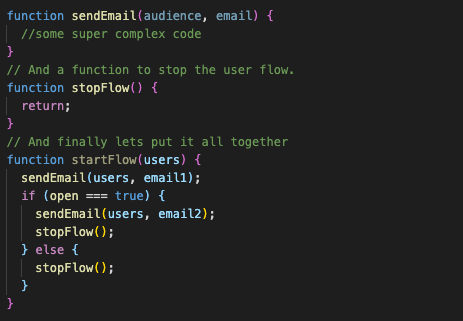 function sendEmail(audience, email) {
  //some super complex code
}
// And a function to stop the user flow.
function stopFlow() {
  return;
}
// And finally lets put it all together
function startFlow(users) {
  sendEmail(users, email1);
  if (open === true) {
    sendEmail(users, email2);
    stopFlow();
  } else {
    stopFlow();
  }
}